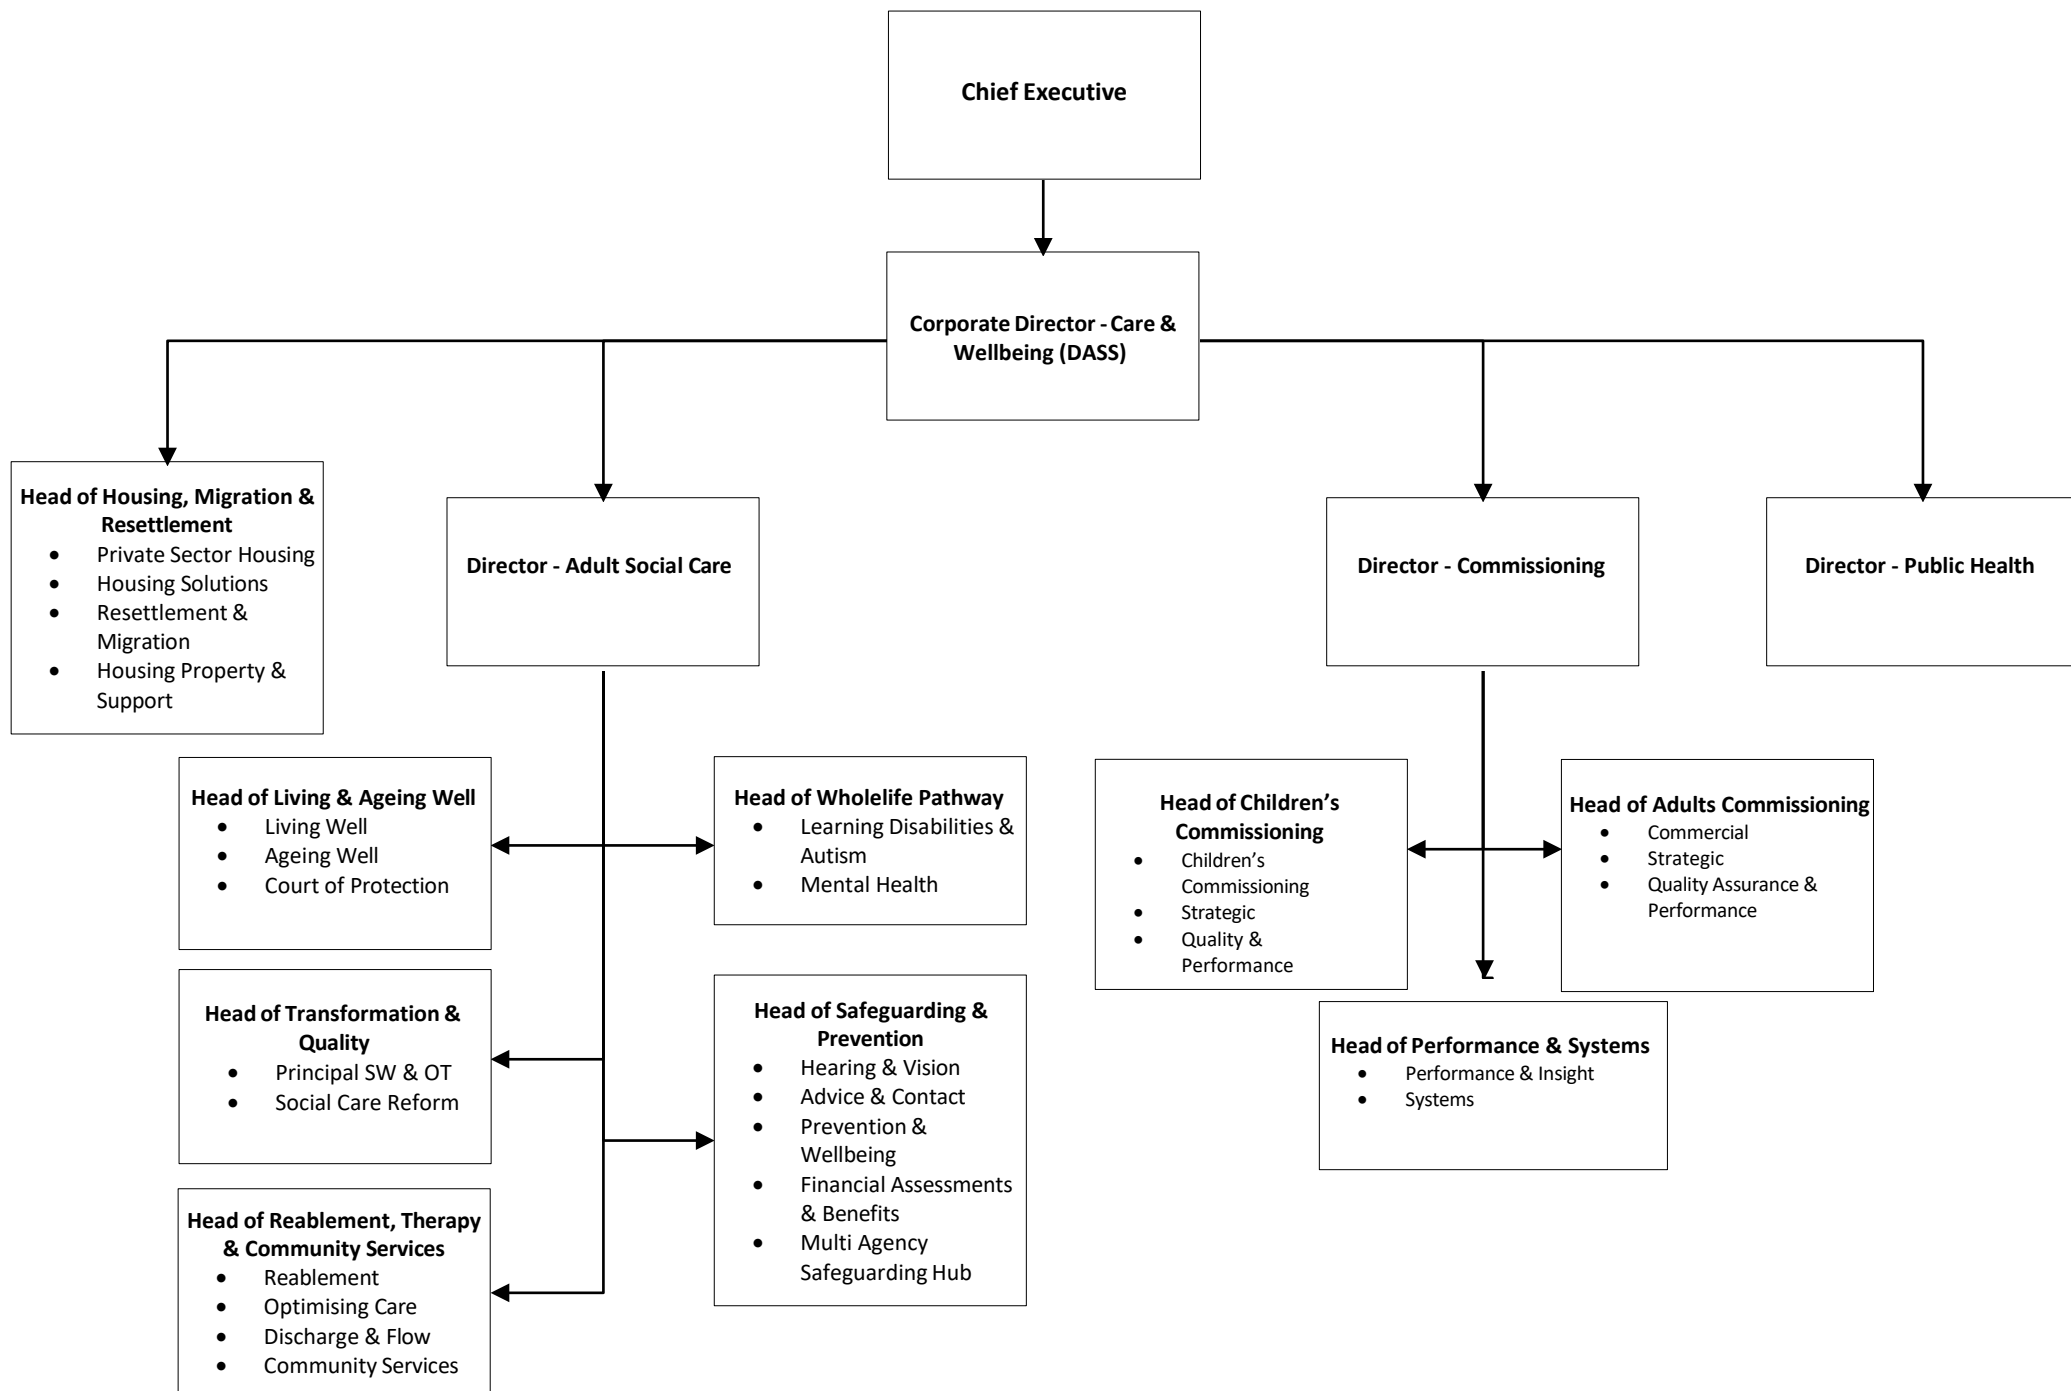 Chief Executive
Corporate Director - Care &
Wellbeing (DASS)
Head of Housing, Migration &
Resettlement
• Private Sector Housing
• Housing Solutions
• Resettlement &
Migration
• Housing Property &
Support
Director - Adult Social Care
Director - Commissioning
Director - Public Health
Head of Living & Ageing Well
• Living Well
• Ageing Well
• Court of Protection
Head of Wholelife Pathway
• Learning Disabilities &
Autism
• Mental Health
Head of Children’s
Commissioning
• Children’s
Commissioning
• Strategic
• Quality &
Performance
Head of Adults Commissioning
• Commercial
• Strategic
• Quality Assurance &
Performance
Head of Transformation &
Quality
• Principal SW & OT
• Social Care Reform
Head of Safeguarding &
Prevention
• Hearing & Vision
• Advice & Contact
• Prevention &
Wellbeing
• Financial Assessments
& Benefits
• Multi Agency
Safeguarding Hub
Head of Performance & Systems
• Performance & Insight
• Systems
Head of Reablement, Therapy
& Community Services
• Reablement
• Optimising Care
• Discharge & Flow
• Community Services